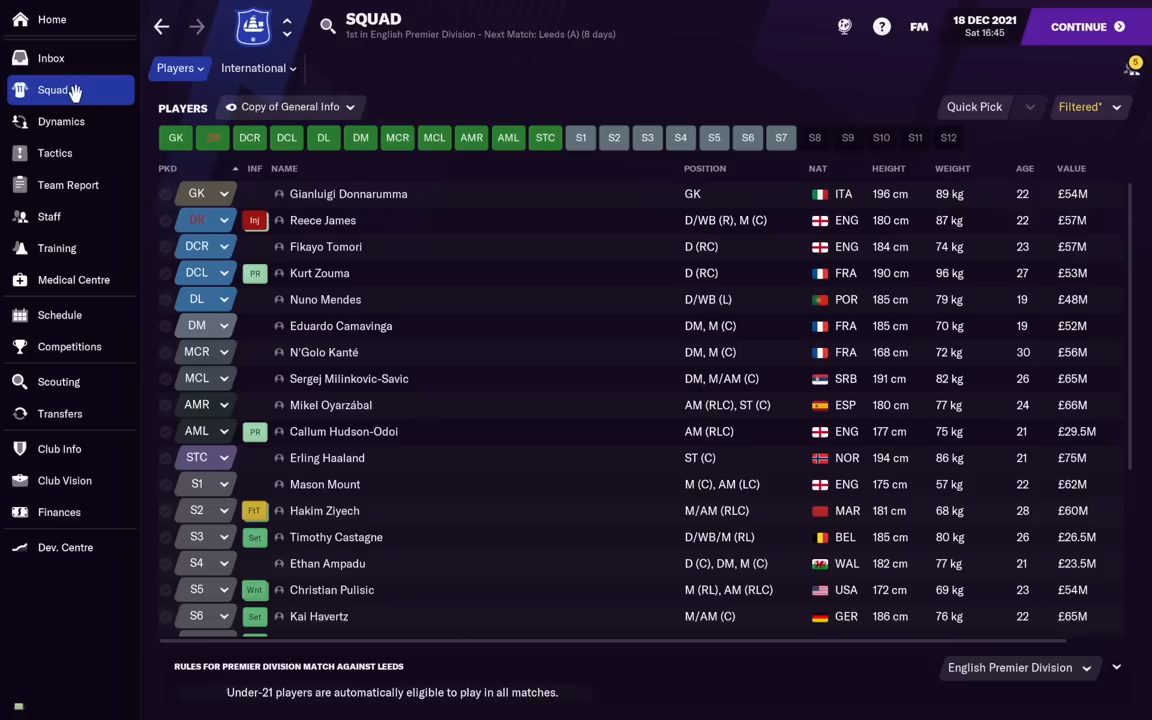 Home
Inbox
Squad
Dynamics
Tactics
Team Report
Staff
Training
Medical Centre
Schedule
Competitions
Scouting
Transfers
Club Info
Club Vision
Finances
Dev. Centre
SQUAD
1st in English Premier Division - Next Match: Leeds (A) (8 days)
? FM 18 DEC 2021 Sat 16:45 CONTINUE
Players International
5
PLAYERS Copy of General Info Quick Pick Filtered*
GK DR DCR DCL DL DM MCR MCL AMR AML STC S1 S2 S3 S4 S5 S6 S7 S8 S9 S10 S11 S12
PKD INF NAME POSITION NAT HEIGHT WEIGHT AGE VALUE
GK Gianluigi Donnarumma GK ITA 196 cm 89 kg 22 £54M
DR Inj Reece James D/WB (R), M (C) ENG 180 cm 87 kg 22 £57M
DCR Fikayo Tomori D (RC) ENG 184 cm 74 kg 23 £57M
DCL PR Kurt Zouma D (RC) FRA 190 cm 96 kg 27 £53M
DL Nuno Mendes D/WB (L) POR 185 cm 79 kg 19 £48M
DM Eduardo Camavinga DM, M (C) FRA 185 cm 70 kg 19 £52M
MCR N'Golo Kanté DM, M (C) FRA 168 cm 72 kg 30 £56M
MCL Sergej Milinkovic-Savic DM, M/AM (C) SRB 191 cm 82 kg 26 £65M
AMR Mikel Oyarzábal AM (RLC), ST (C) ESP 180 cm 77 kg 24 £66M
AML PR Callum Hudson-Odoi AM (RLC) ENG 177 cm 75 kg 21 £29.5M
STC Erling Haaland ST (C) NOR 194 cm 86 kg 21 £75M
S1 Mason Mount M (C), AM (LC) ENG 175 cm 57 kg 22 £62M
S2 FtT Hakim Ziyech M/AM (RLC) MAR 181 cm 68 kg 28 £60M
S3 Set Timothy Castagne D/WB/M (RL) BEL 185 cm 80 kg 26 £26.5M
S4 Ethan Ampadu D (C), DM, M (C) WAL 182 cm 77 kg 21 £23.5M
S5 Wnt Christian Pulisic M (RL), AM (RLC) USA 172 cm 69 kg 23 £54M
S6 Set Kai Havertz M/AM (C) GER 186 cm 76 kg 22 £65M
RULES FOR PREMIER DIVISION MATCH AGAINST LEEDS English Premier Division
Under-21 players are automatically eligible to play in all matches.